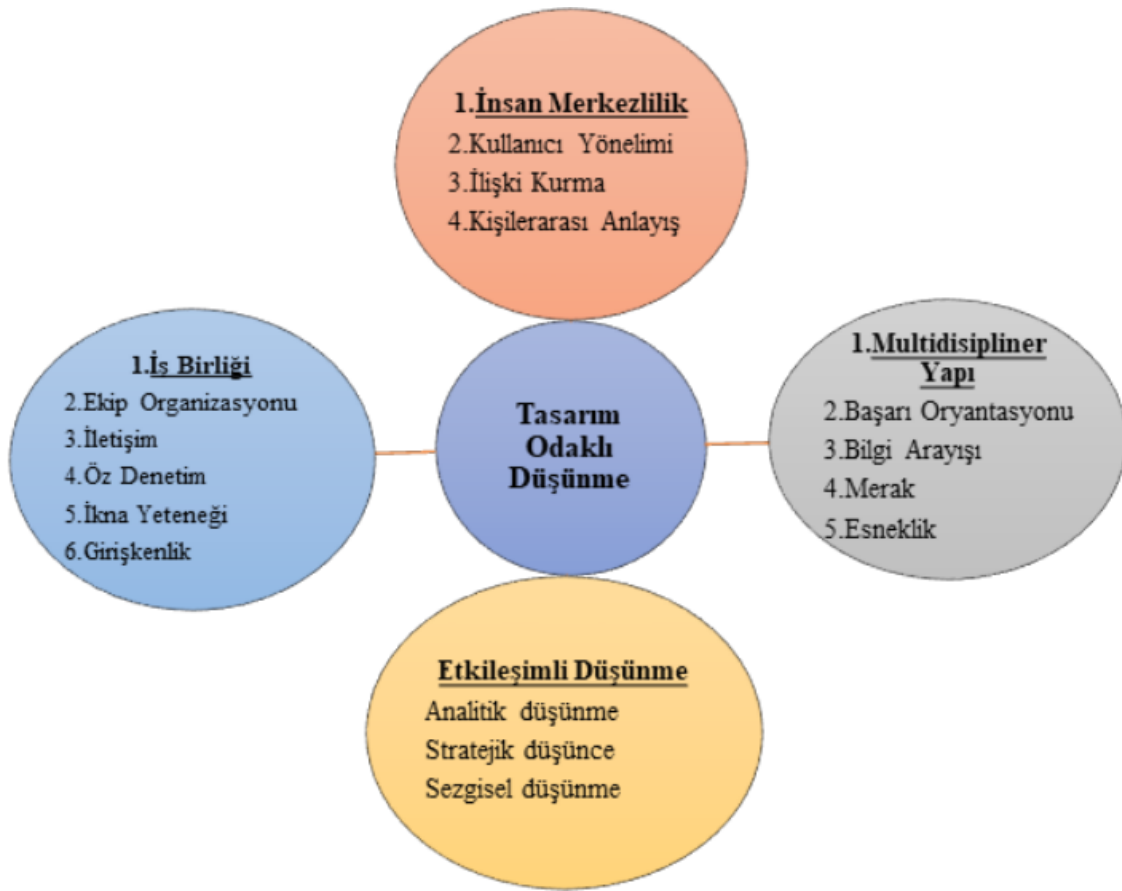 1.İnsan Merkezlilik
2.Kullanıcı Yönelimi
3.İlişki Kurma
4.Kişilerarası Anlayış
1.İş Birliği
2.Ekip Organizasyonu
3.İletişim
4.Öz Denetim
5.İkna Yeteneği
6.Girişkenlik
Tasarım
Odaklı
Düşünme
1.Multidisipliner
Yapı
2.Başarı Oryantasyonu
3.Bilgi Arayışı
4.Merak
5.Esneklik
Etkileşimli Düşünme
Analitik düşünme
Stratejik düşünce
Sezgisel düşünme